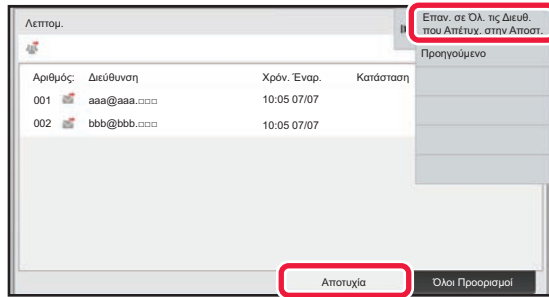 Λεπτομ.
Επαν. σε Όλ. τις Διευθ.
που Απέτυχ. στην Αποστ.
Προηγούμενο
Αριθμός: Διεύθυνση Χρόν. Έναρ. Κατάσταση
001 aaa@aaa.□□□ 10:05 07/07
002 bbb@bbb.□□□ 10:05 07/07
Αποτυχία Όλοι Προορισμοί